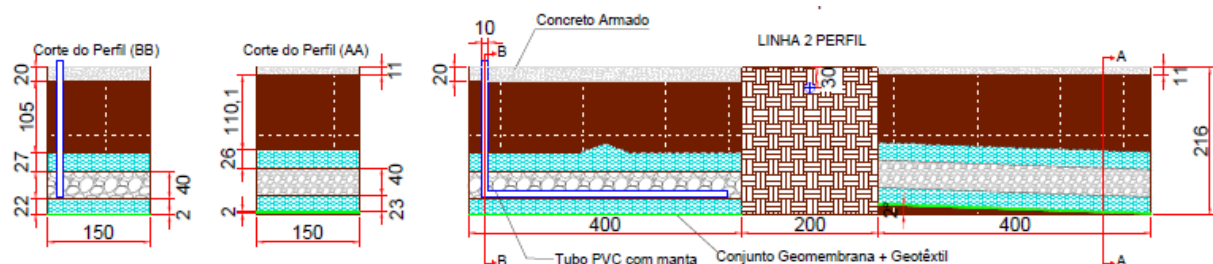 Corte do Perfil (BB)
20
105
27
22
40
2
150
Corte do Perfil (AA)
11
110,1
26
2
40
23
150
10
B
Concreto Armado
LINHA 2 PERFIL
A
20
30
11
216
2
400
200
400
B
Tubo PVC com manta
Conjunto Geomembrana + Geotêxtil
A